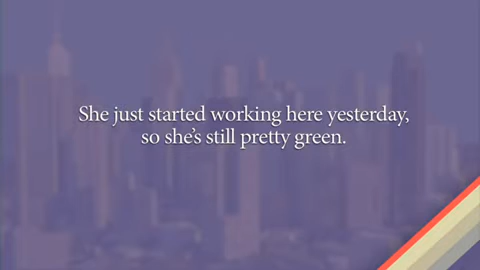 She just started working here yesterday,
so she’s still pretty green.